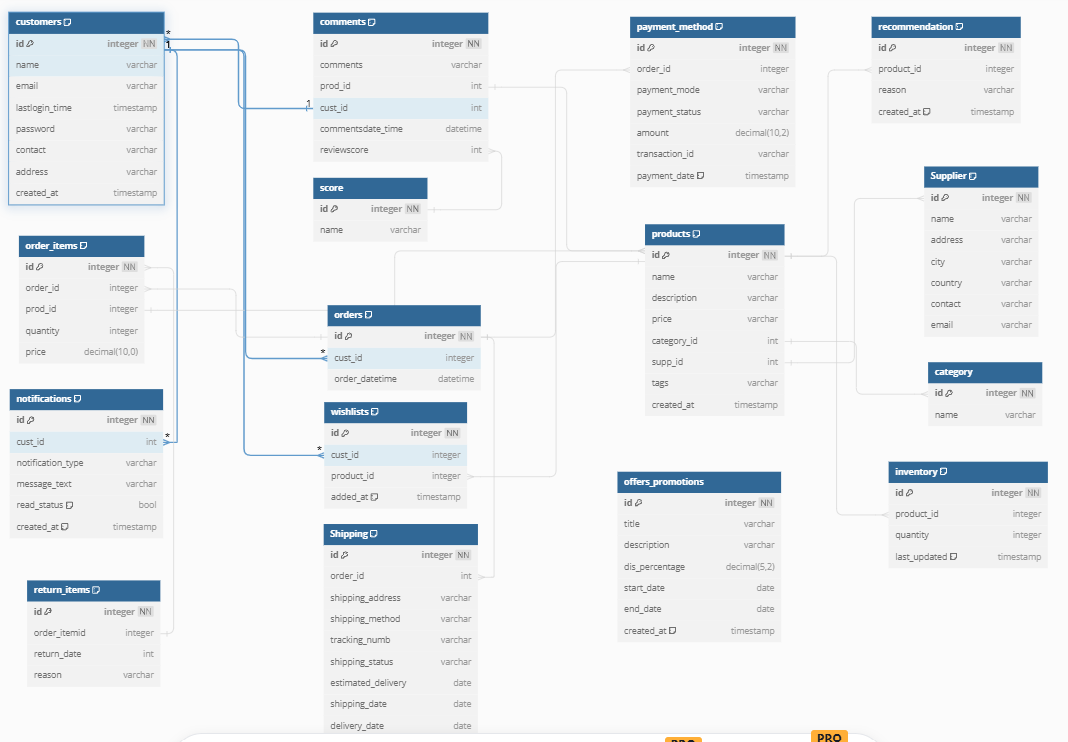 customers
id integer NN
name varchar
email varchar
lastlogin_time timestamp
password varchar
contact varchar
address varchar
created_at timestamp
*
1
comments
id integer NN
comments varchar
prod_id int
1
cust_id int
commentsdate_time datetime
reviewscore int
score
id integer NN
name varchar
payment_method
id integer NN
order_id integer
payment_mode varchar
payment_status varchar
amount decimal(10,2)
transaction_id varchar
payment_date timestamp
recommendation
id integer NN
product_id integer
reason varchar
created_at timestamp
Supplier
id integer NN
name varchar
address varchar
city varchar
country varchar
contact varchar
email varchar
order_items
id integer NN
order_id integer
prod_id integer
quantity integer
price decimal(10,0)
products
id integer NN
name varchar
description varchar
price varchar
category_id int
supp_id int
tags varchar
created_at timestamp
orders
id integer NN
*
cust_id integer
order_datetime datetime
category
id integer NN
name varchar
notifications
id integer NN
*
cust_id int
notification_type varchar
message_text varchar
read_status bool
created_at timestamp
wishlists
id integer NN
*
cust_id integer
product_id integer
added_at timestamp
inventory
id integer NN
product_id integer
quantity integer
last_updated timestamp
offers_promotions
id integer NN
title varchar
description varchar
dis_percentage decimal(5,2)
start_date date
end_date date
created_at timestamp
Shipping
id integer NN
order_id int
shipping_address varchar
shipping_method varchar
tracking_numb varchar
shipping_status varchar
estimated_delivery date
shipping_date date
delivery_date date
return_items
id integer NN
order_itemid integer
return_date int
reason varchar
PRO
PRO